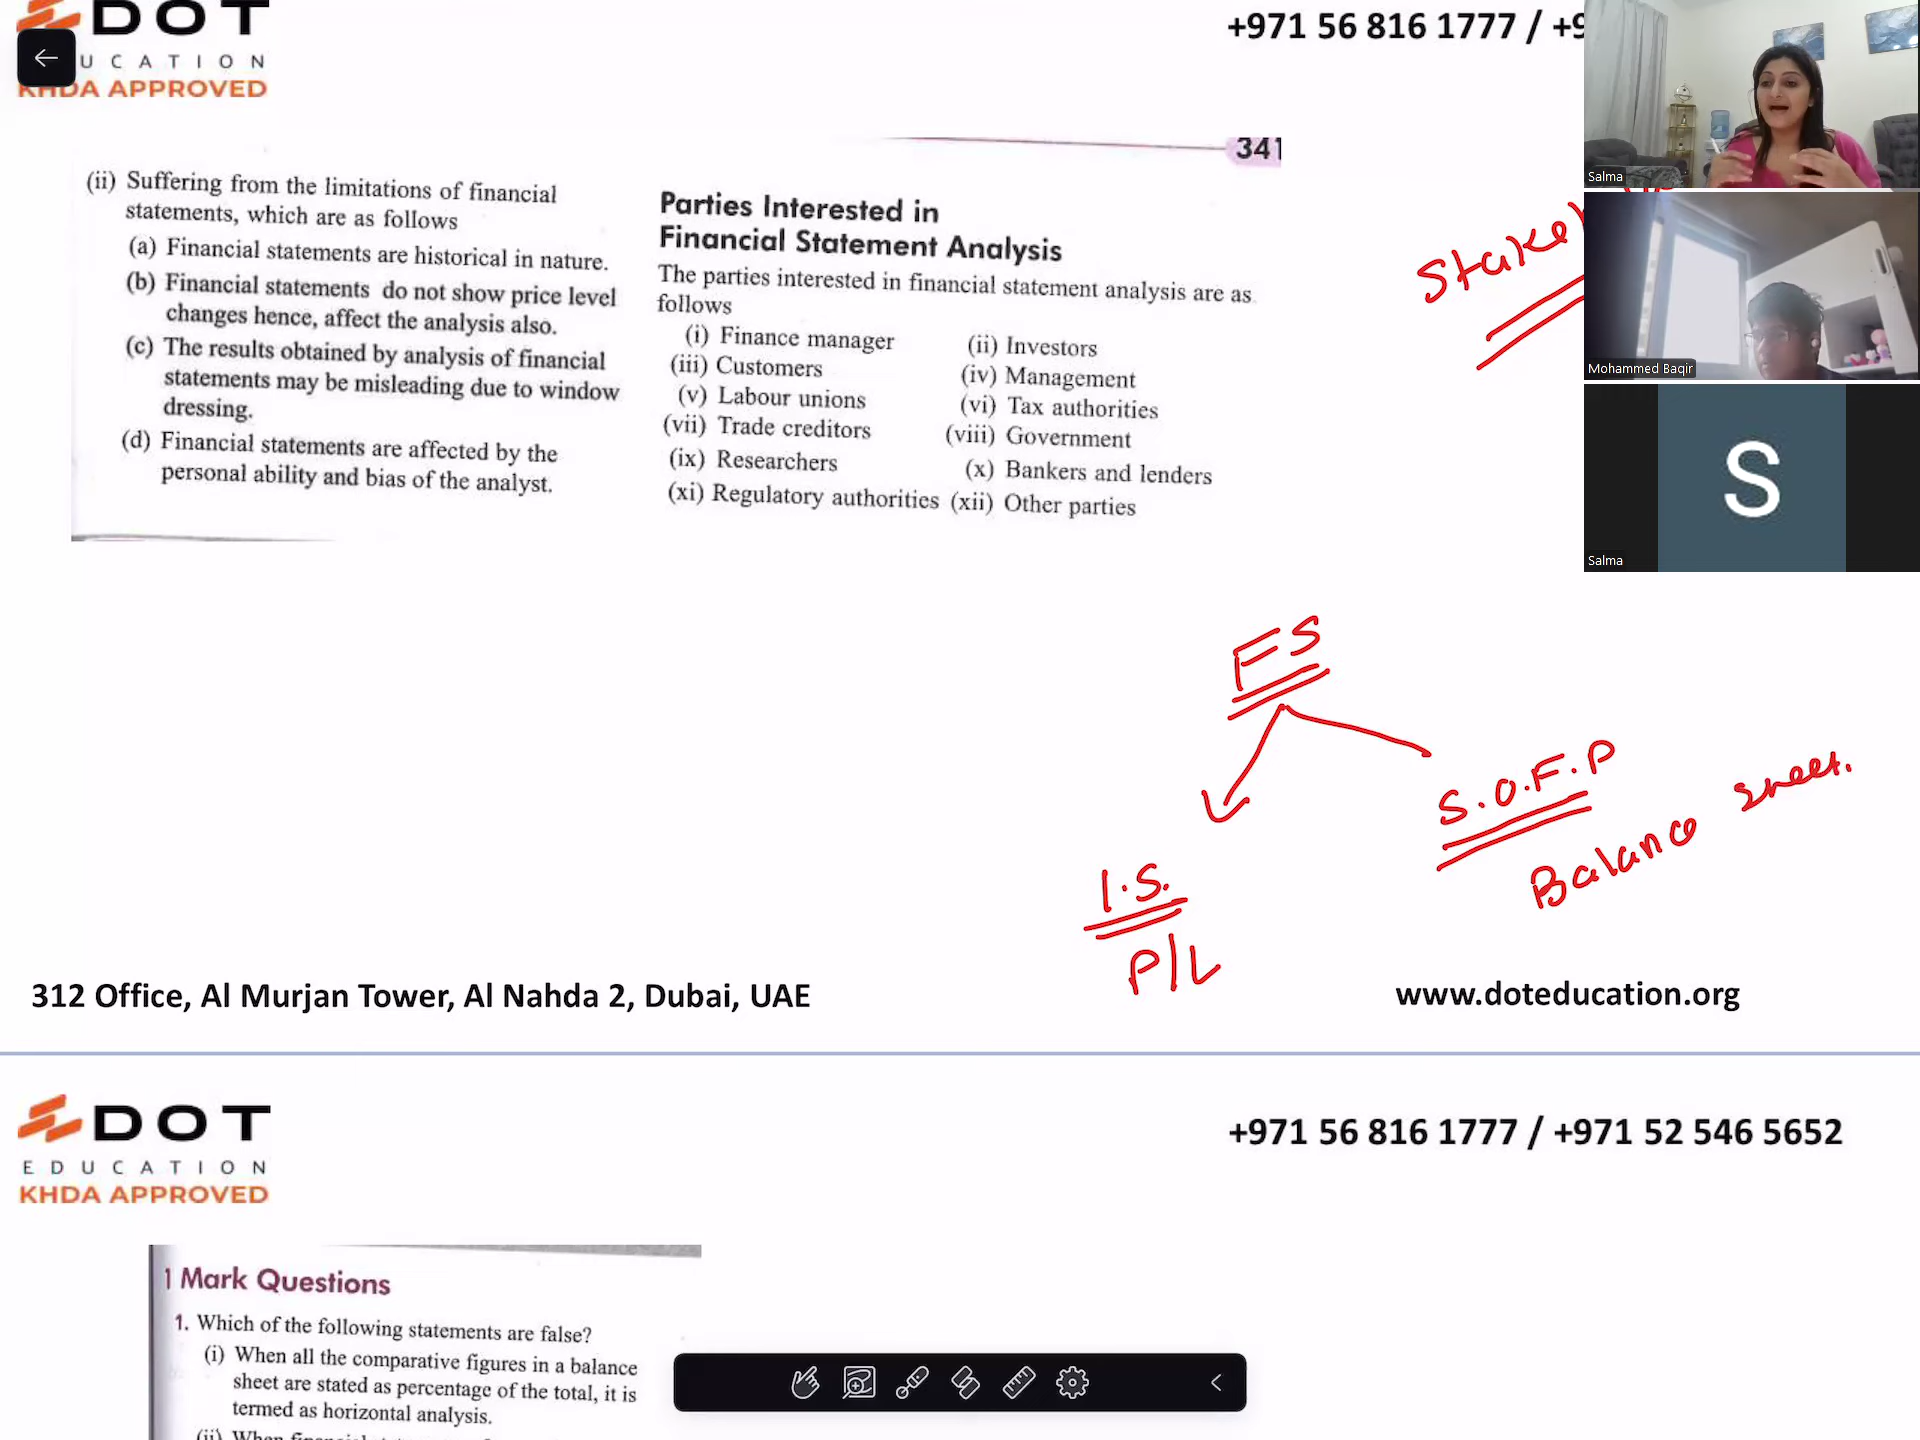 DOT
UCATION
KHDA APPROVED
+971 56 816 1777 / +9
341
(ii) Suffering from the limitations of financial
statements, which are as follows
(a) Financial statements are historical in nature.
(b) Financial statements do not show price level
changes hence, affect the analysis also.
(c) The results obtained by analysis of financial
statements may be misleading due to window
dressing.
(d) Financial statements are affected by the
personal ability and bias of the analyst.
Parties Interested in
Financial Statement Analysis
The parties interested in financial statement analysis are as
follows
(i) Finance manager (ii) Investors
(iii) Customers (iv) Management
(v) Labour unions (vi) Tax authorities
(vii) Trade creditors (viii) Government
(ix) Researchers (x) Bankers and lenders
(xi) Regulatory authorities (xii) Other parties
Salma
Mohammed Baqir
S
Salma
FS
S.O.F.P
Balance sheet.
I.S.
P/L
312 Office, Al Murjan Tower, Al Nahda 2, Dubai, UAE
www.doteducation.org
DOT
EDUCATION
KHDA APPROVED
+971 56 816 1777 / +971 52 546 5652
1 Mark Questions
1. Which of the following statements are false?
(i) When all the comparative figures in a balance
sheet are stated as percentage of the total, it is
termed as horizontal analysis.
(ii) When